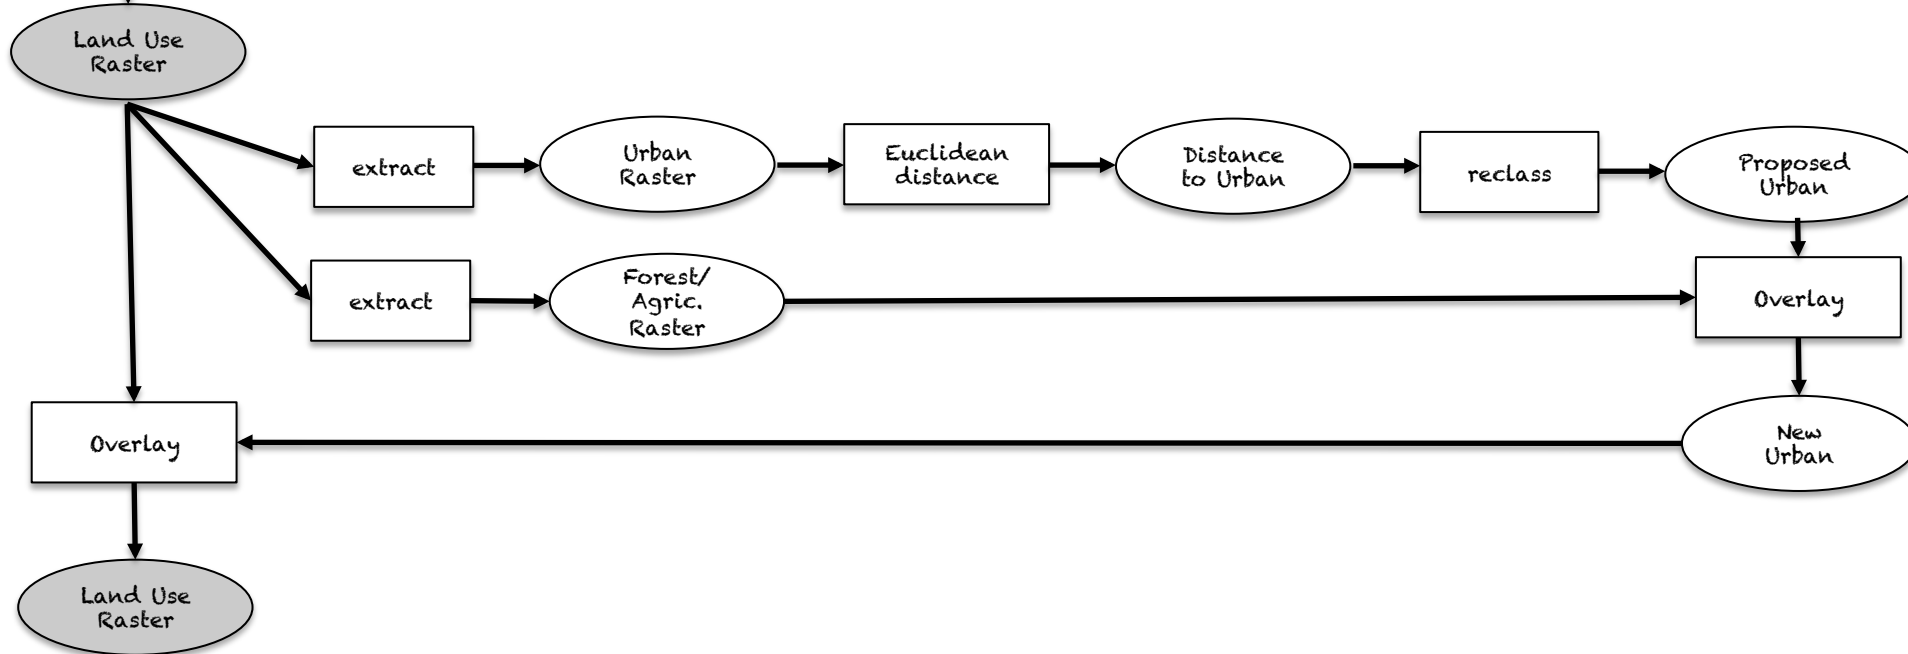 Land Use
Raster
extract
Urban
Raster
Euclidean
distance
Distance
to Urban
reclass
Proposed
Urban
extract
Forest/
Agric.
Raster
Overlay
Overlay
New
Urban
Land Use
Raster